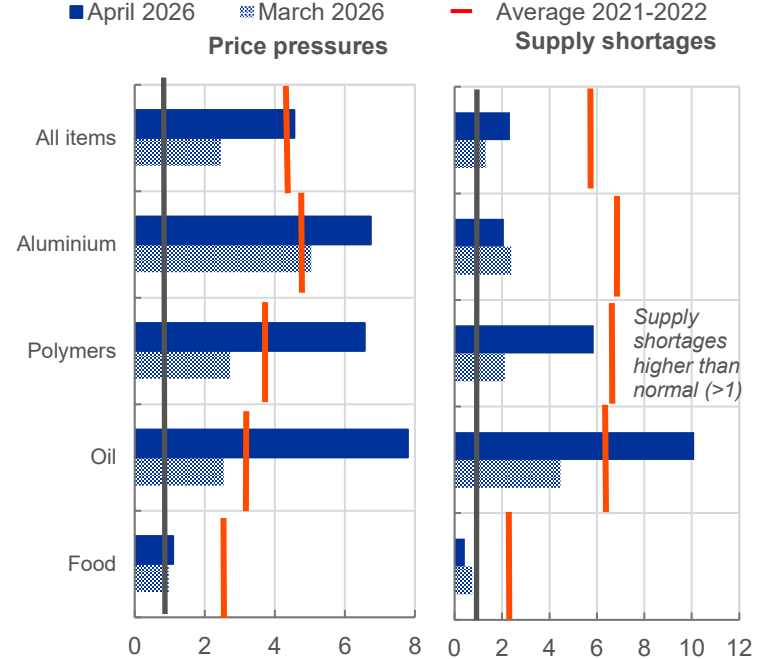 April 2026
March 2026
Average 2021-2022
Price pressures
Supply shortages
All items
Aluminium
Polymers
Oil
Food
Supply
shortages
higher than
normal (>1)
0 2 4 6 8
0 2 4 6 8 10 12